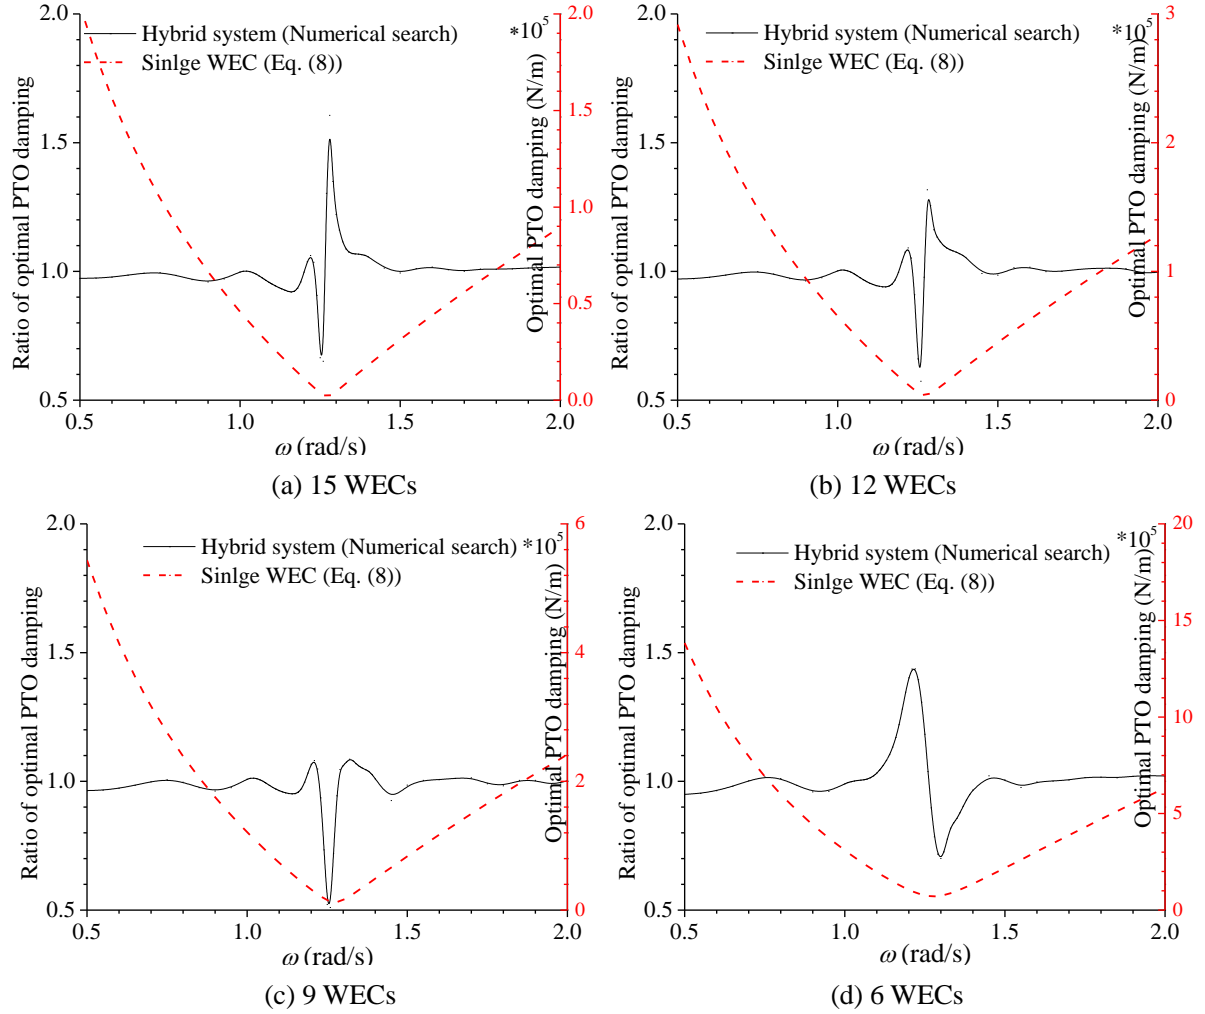 Hybrid system (Numerical search)
Sinlge WEC (Eq. (8))
*10^5
Ratio of optimal PTO damping
2.0
1.5
1.0
0.5
0.5 1.0 1.5 2.0
ω (rad/s)
2.0
1.5
1.0
0.5
0.0
Optimal PTO damping (N/m)
(a) 15 WECs
Hybrid system (Numerical search)
Sinlge WEC (Eq. (8))
*10^5
Ratio of optimal PTO damping
2.0
1.5
1.0
0.5
0.5 1.0 1.5 2.0
ω (rad/s)
3
2
1
0
Optimal PTO damping (N/m)
(b) 12 WECs
Hybrid system (Numerical search)
*10^5
Sinlge WEC (Eq. (8))
Ratio of optimal PTO damping
2.0
1.5
1.0
0.5
0.5 1.0 1.5 2.0
ω (rad/s)
6
4
2
0
Optimal PTO damping (N/m)
(c) 9 WECs
Hybrid system (Numerical search)
*10^5
Sinlge WEC (Eq. (8))
Ratio of optimal PTO damping
2.0
1.5
1.0
0.5
0.5 1.0 1.5 2.0
ω (rad/s)
20
15
10
5
0
Optimal PTO damping (N/m)
(d) 6 WECs